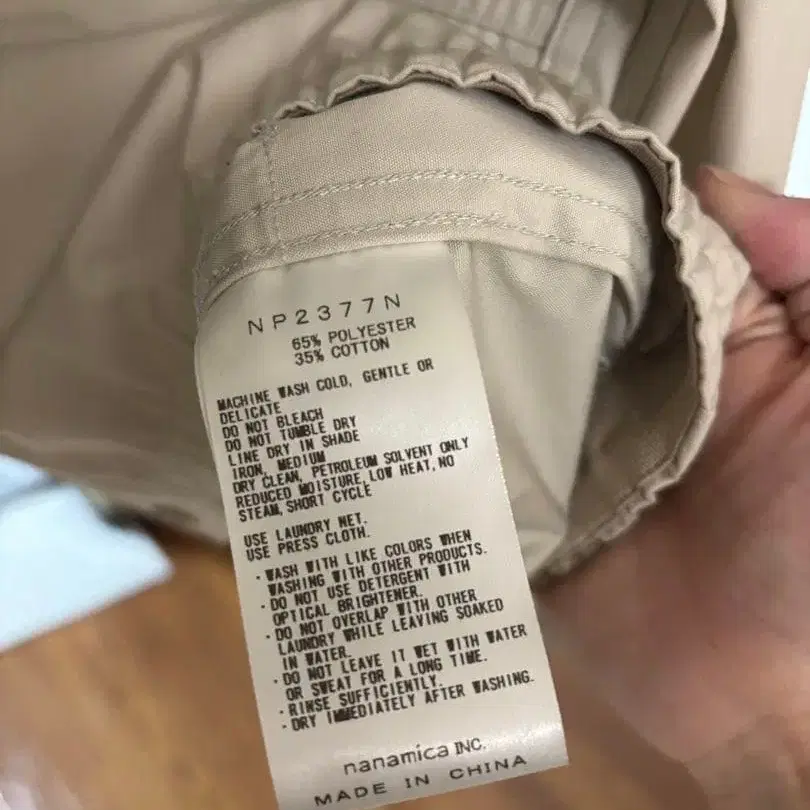 NP2377N
65% POLYESTER
35% COTTON
MACHINE WASH COLD, GENTLE OR
DELICATE
DO NOT BLEACH
DO NOT TUMBLE DRY
LINE DRY IN SHADE
IRON, MEDIUM
DRY CLEAN, PETROLEUM SOLVENT ONLY
REDUCED MOISTURE, LOW HEAT, NO
STEAM, SHORT CYCLE
USE LAUNDRY NET.
USE PRESS CLOTH.
· WASH WITH LIKE COLORS WHEN
WASHING WITH OTHER PRODUCTS.
· DO NOT USE DETERGENT WITH
OPTICAL BRIGHTENER.
· DO NOT OVERLAP WITH OTHER
LAUNDRY WHILE LEAVING SOAKED
IN WATER.
· DO NOT LEAVE IT WET WITH WATER
OR SWEAT FOR A LONG TIME.
· RINSE SUFFICIENTLY.
· DRY IMMEDIATELY AFTER WASHING.
nanamica INC.
MADE IN CHINA